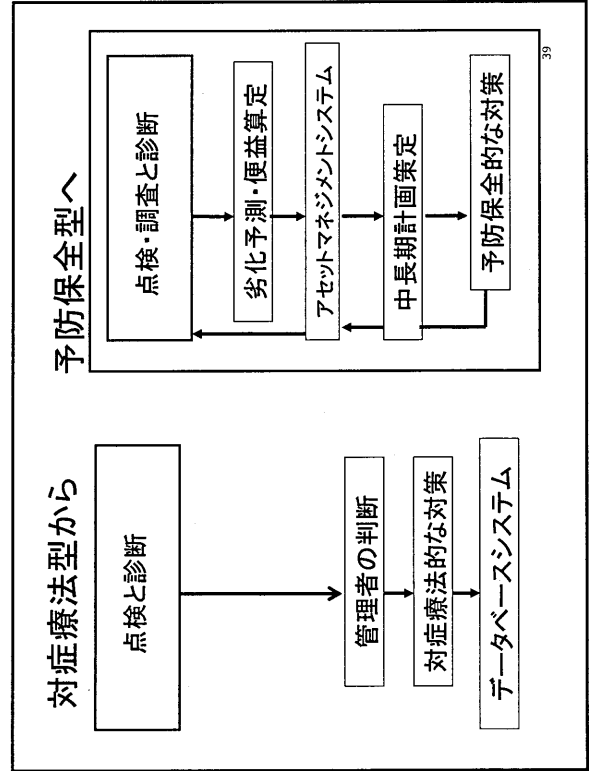 対症療法型から
点検と診断
管理者の判断
対症療法的な対策
データベースシステム
予防保全型へ
点検・調査と診断
劣化予測・便益算定
アセットマネジメントシステム
中長期計画策定
予防保全的な対策
39